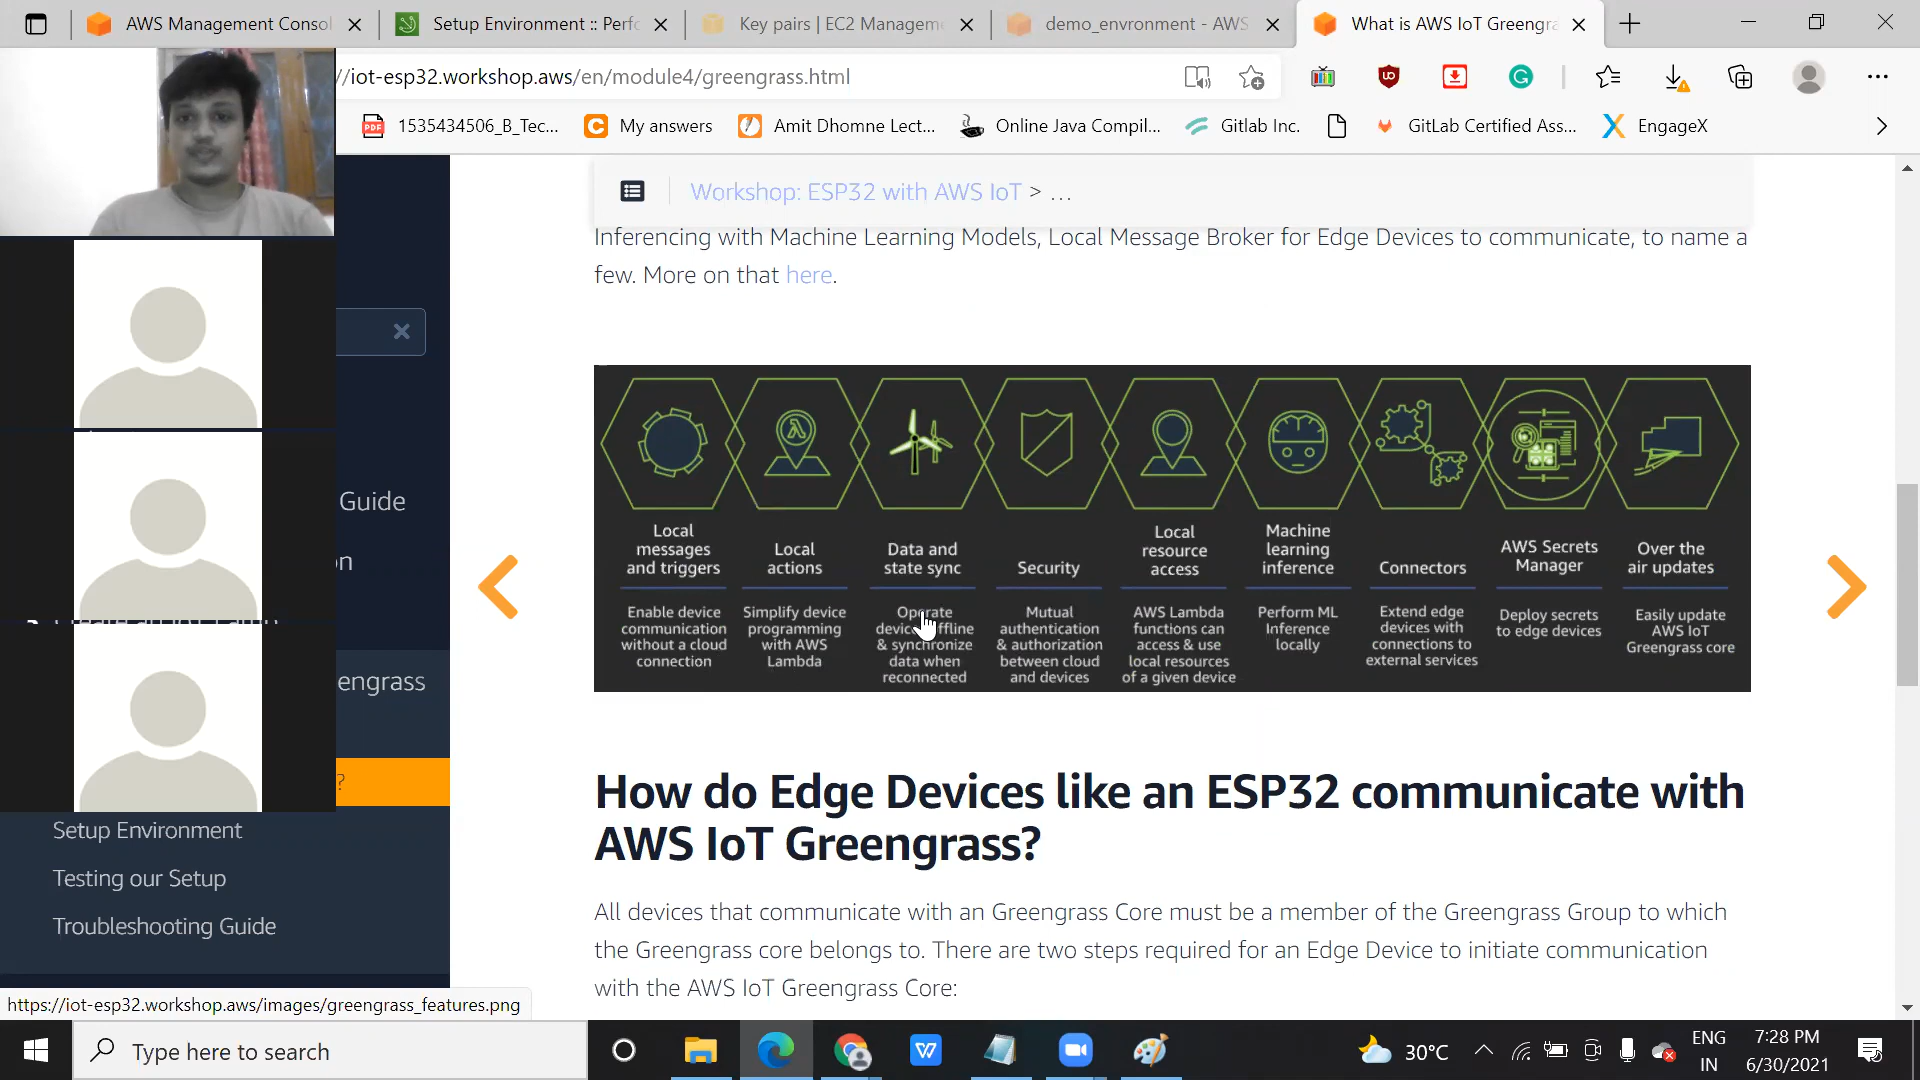 AWS Management Consol
Setup Environment :: Perfo
Key pairs | EC2 Manageme
demo_envronment - AWS
What is AWS IoT Greengra
//iot-esp32.workshop.aws/en/module4/greengrass.html
1535434506_B_Tec...
My answers
Amit Dhomne Lect...
Online Java Compil...
Gitlab Inc.
GitLab Certified Ass...
EngageX
Workshop: ESP32 with AWS IoT > ...
Inferencing with Machine Learning Models, Local Message Broker for Edge Devices to communicate, to name a
few. More on that here.
Guide
on
engrass
?
Setup Environment
Testing our Setup
Troubleshooting Guide
Local
messages
and triggers
Enable device
communication
without a cloud
connection
Local
actions
Simplify device
programming
with AWS
Lambda
Data and
state sync
Operate
devices offline
& synchronize
data when
reconnected
Security
Mutual
authentication
& authorization
between cloud
and devices
Local
resource
access
AWS Lambda
functions can
access & use
local resources
of a given device
Machine
learning
inference
Perform ML
Inference
locally
Connectors
Extend edge
devices with
connections to
external services
AWS Secrets
Manager
Deploy secrets
to edge devices
Over the
air updates
Easily update
AWS IoT
Greengrass core
How do Edge Devices like an ESP32 communicate with
AWS IoT Greengrass?
All devices that communicate with an Greengrass Core must be a member of the Greengrass Group to which
the Greengrass core belongs to. There are two steps required for an Edge Device to initiate communication
with the AWS IoT Greengrass Core:
https://iot-esp32.workshop.aws/images/greengrass_features.png
Type here to search
30°C
ENG
IN
7:28 PM
6/30/2021